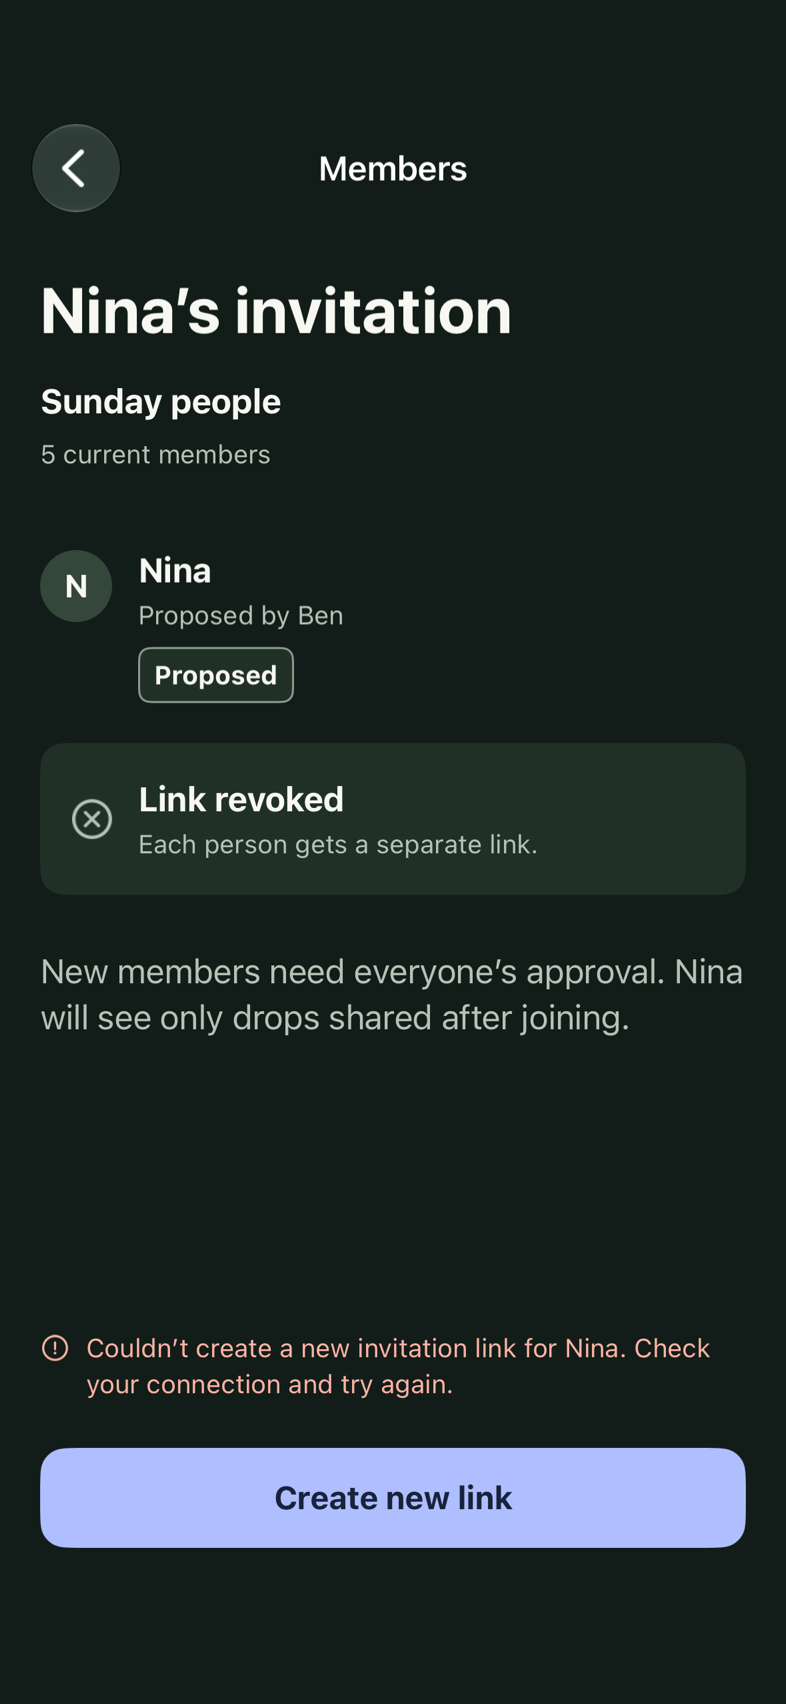 Members
Nina’s invitation
Sunday people
5 current members
N
Nina
Proposed by Ben
Proposed
Link revoked
Each person gets a separate link.
New members need everyone’s approval. Nina
will see only drops shared after joining.
Couldn’t create a new invitation link for Nina. Check
your connection and try again.
Create new link